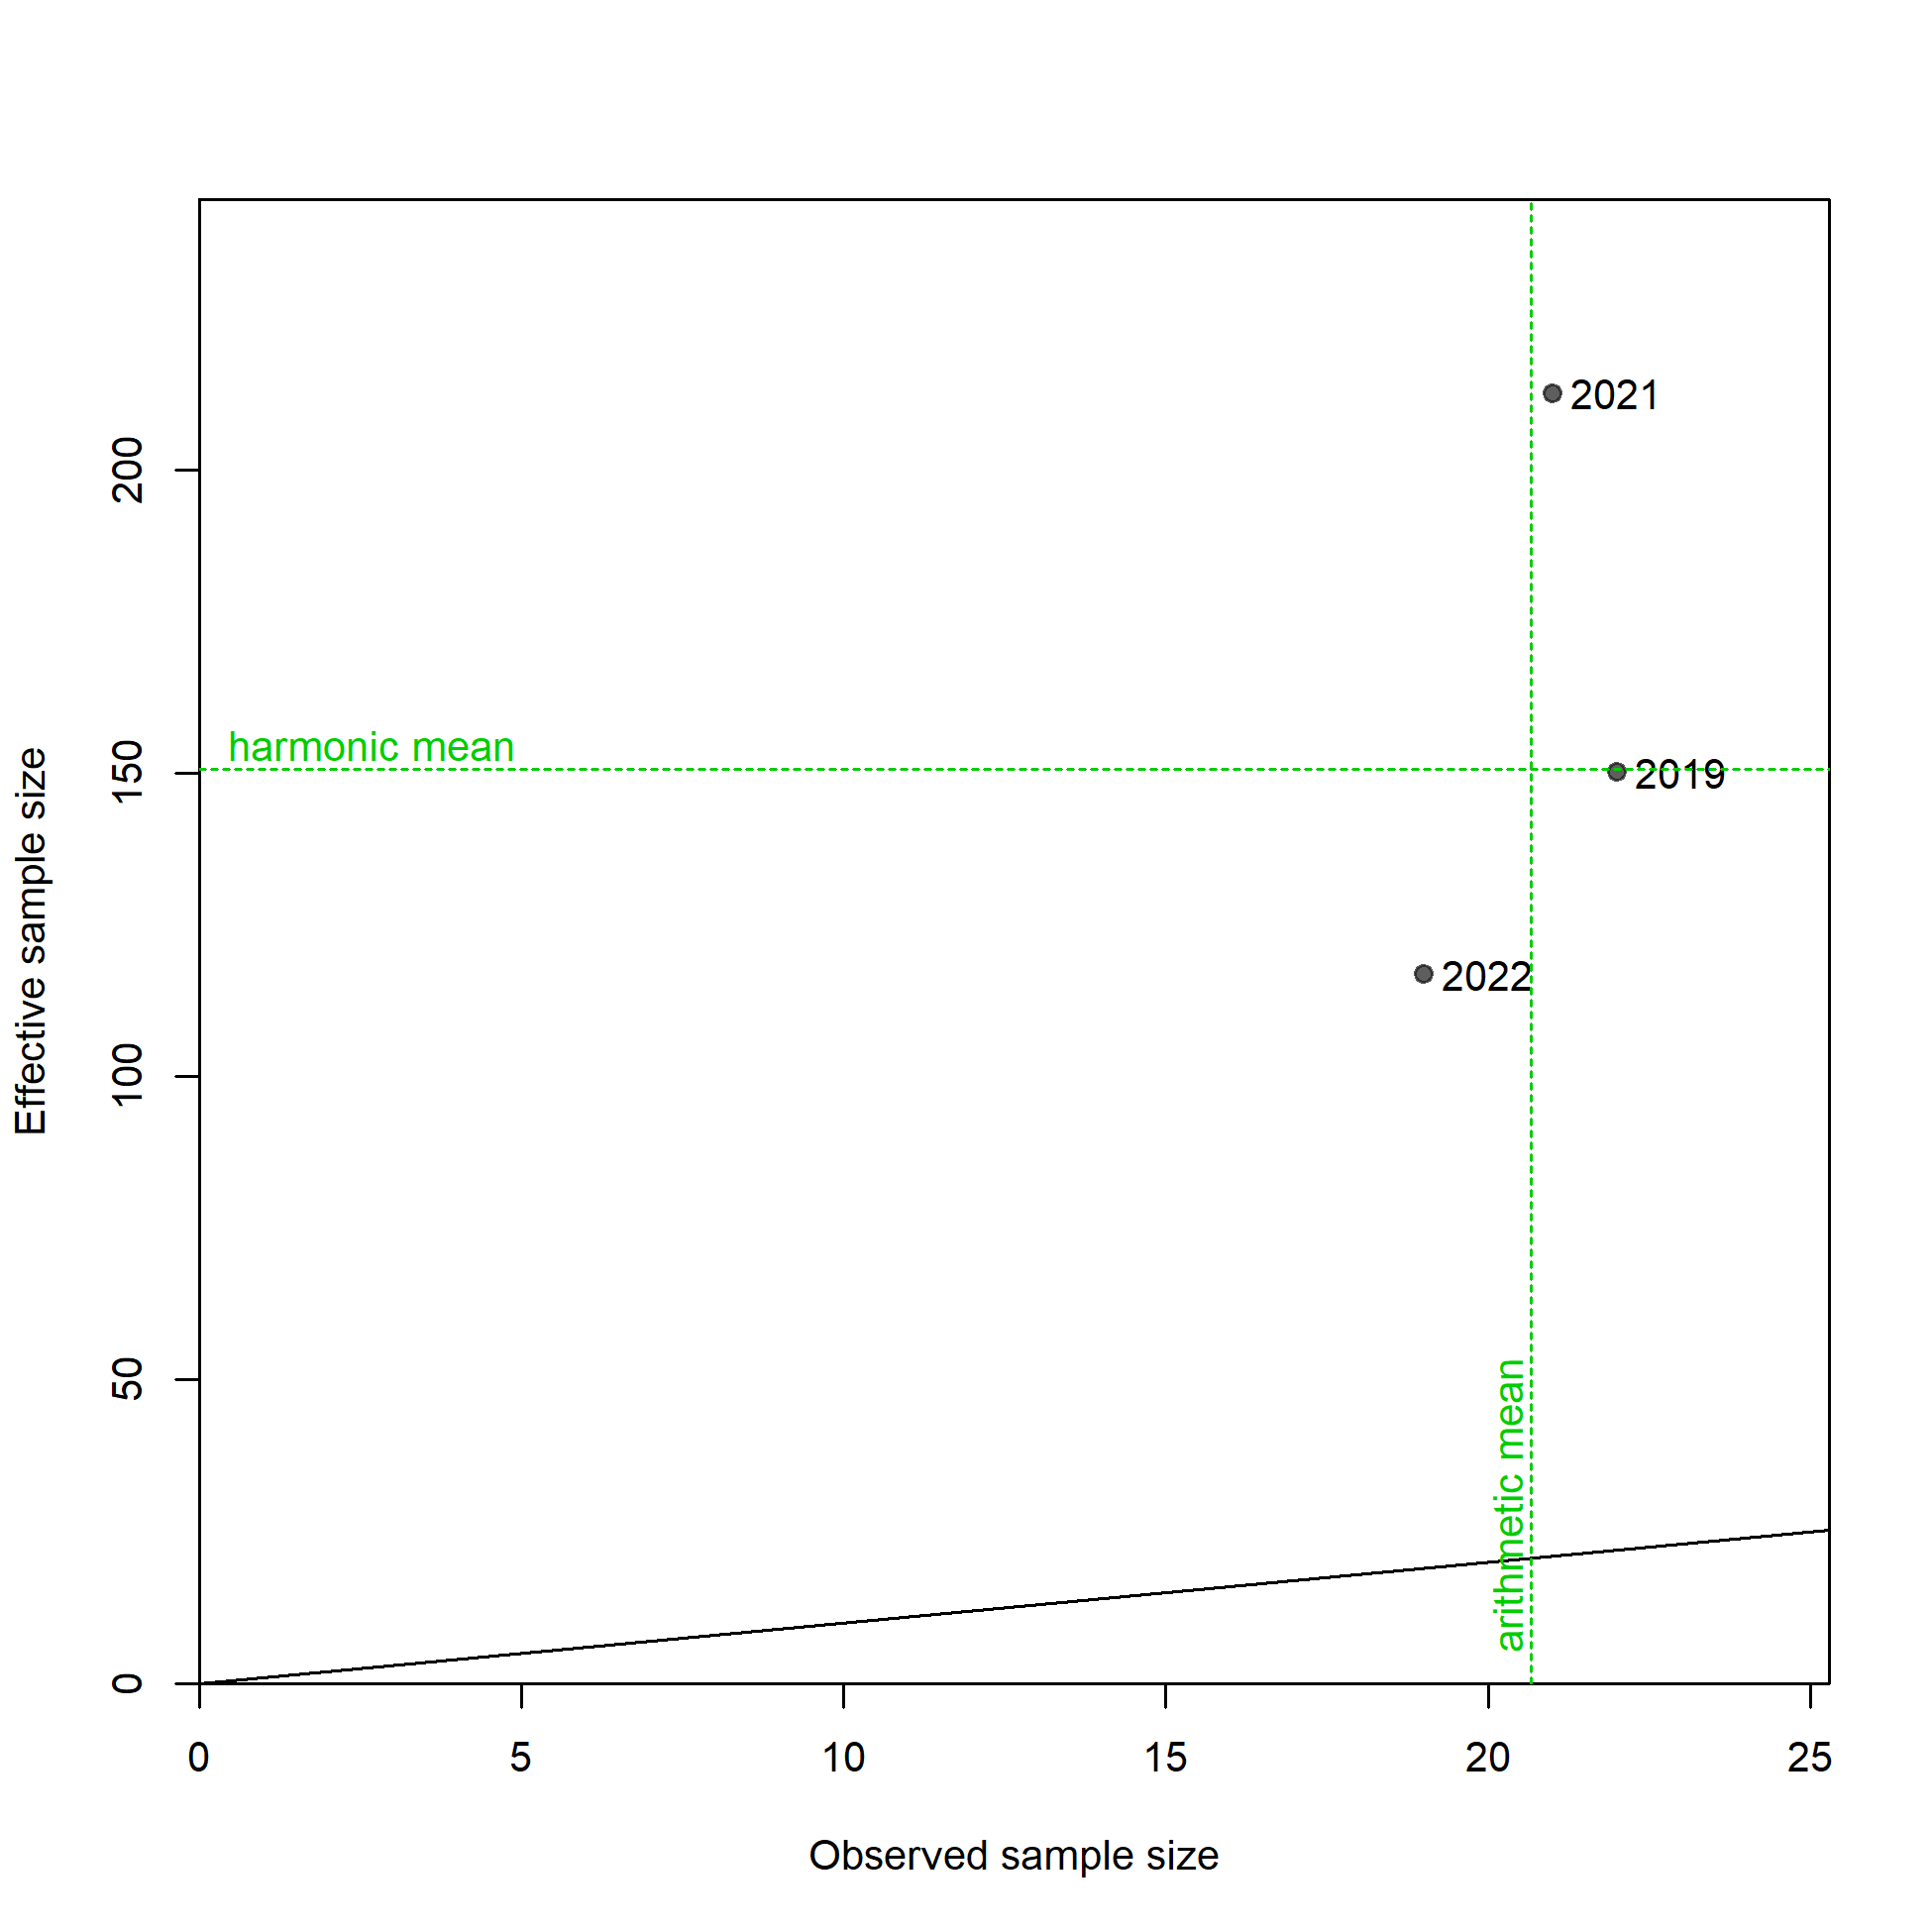 2021
200
harmonic mean
150
2019
2022
100
50
arithmetic mean
0
Effective sample size
0 5 10 15 20 25
Observed sample size